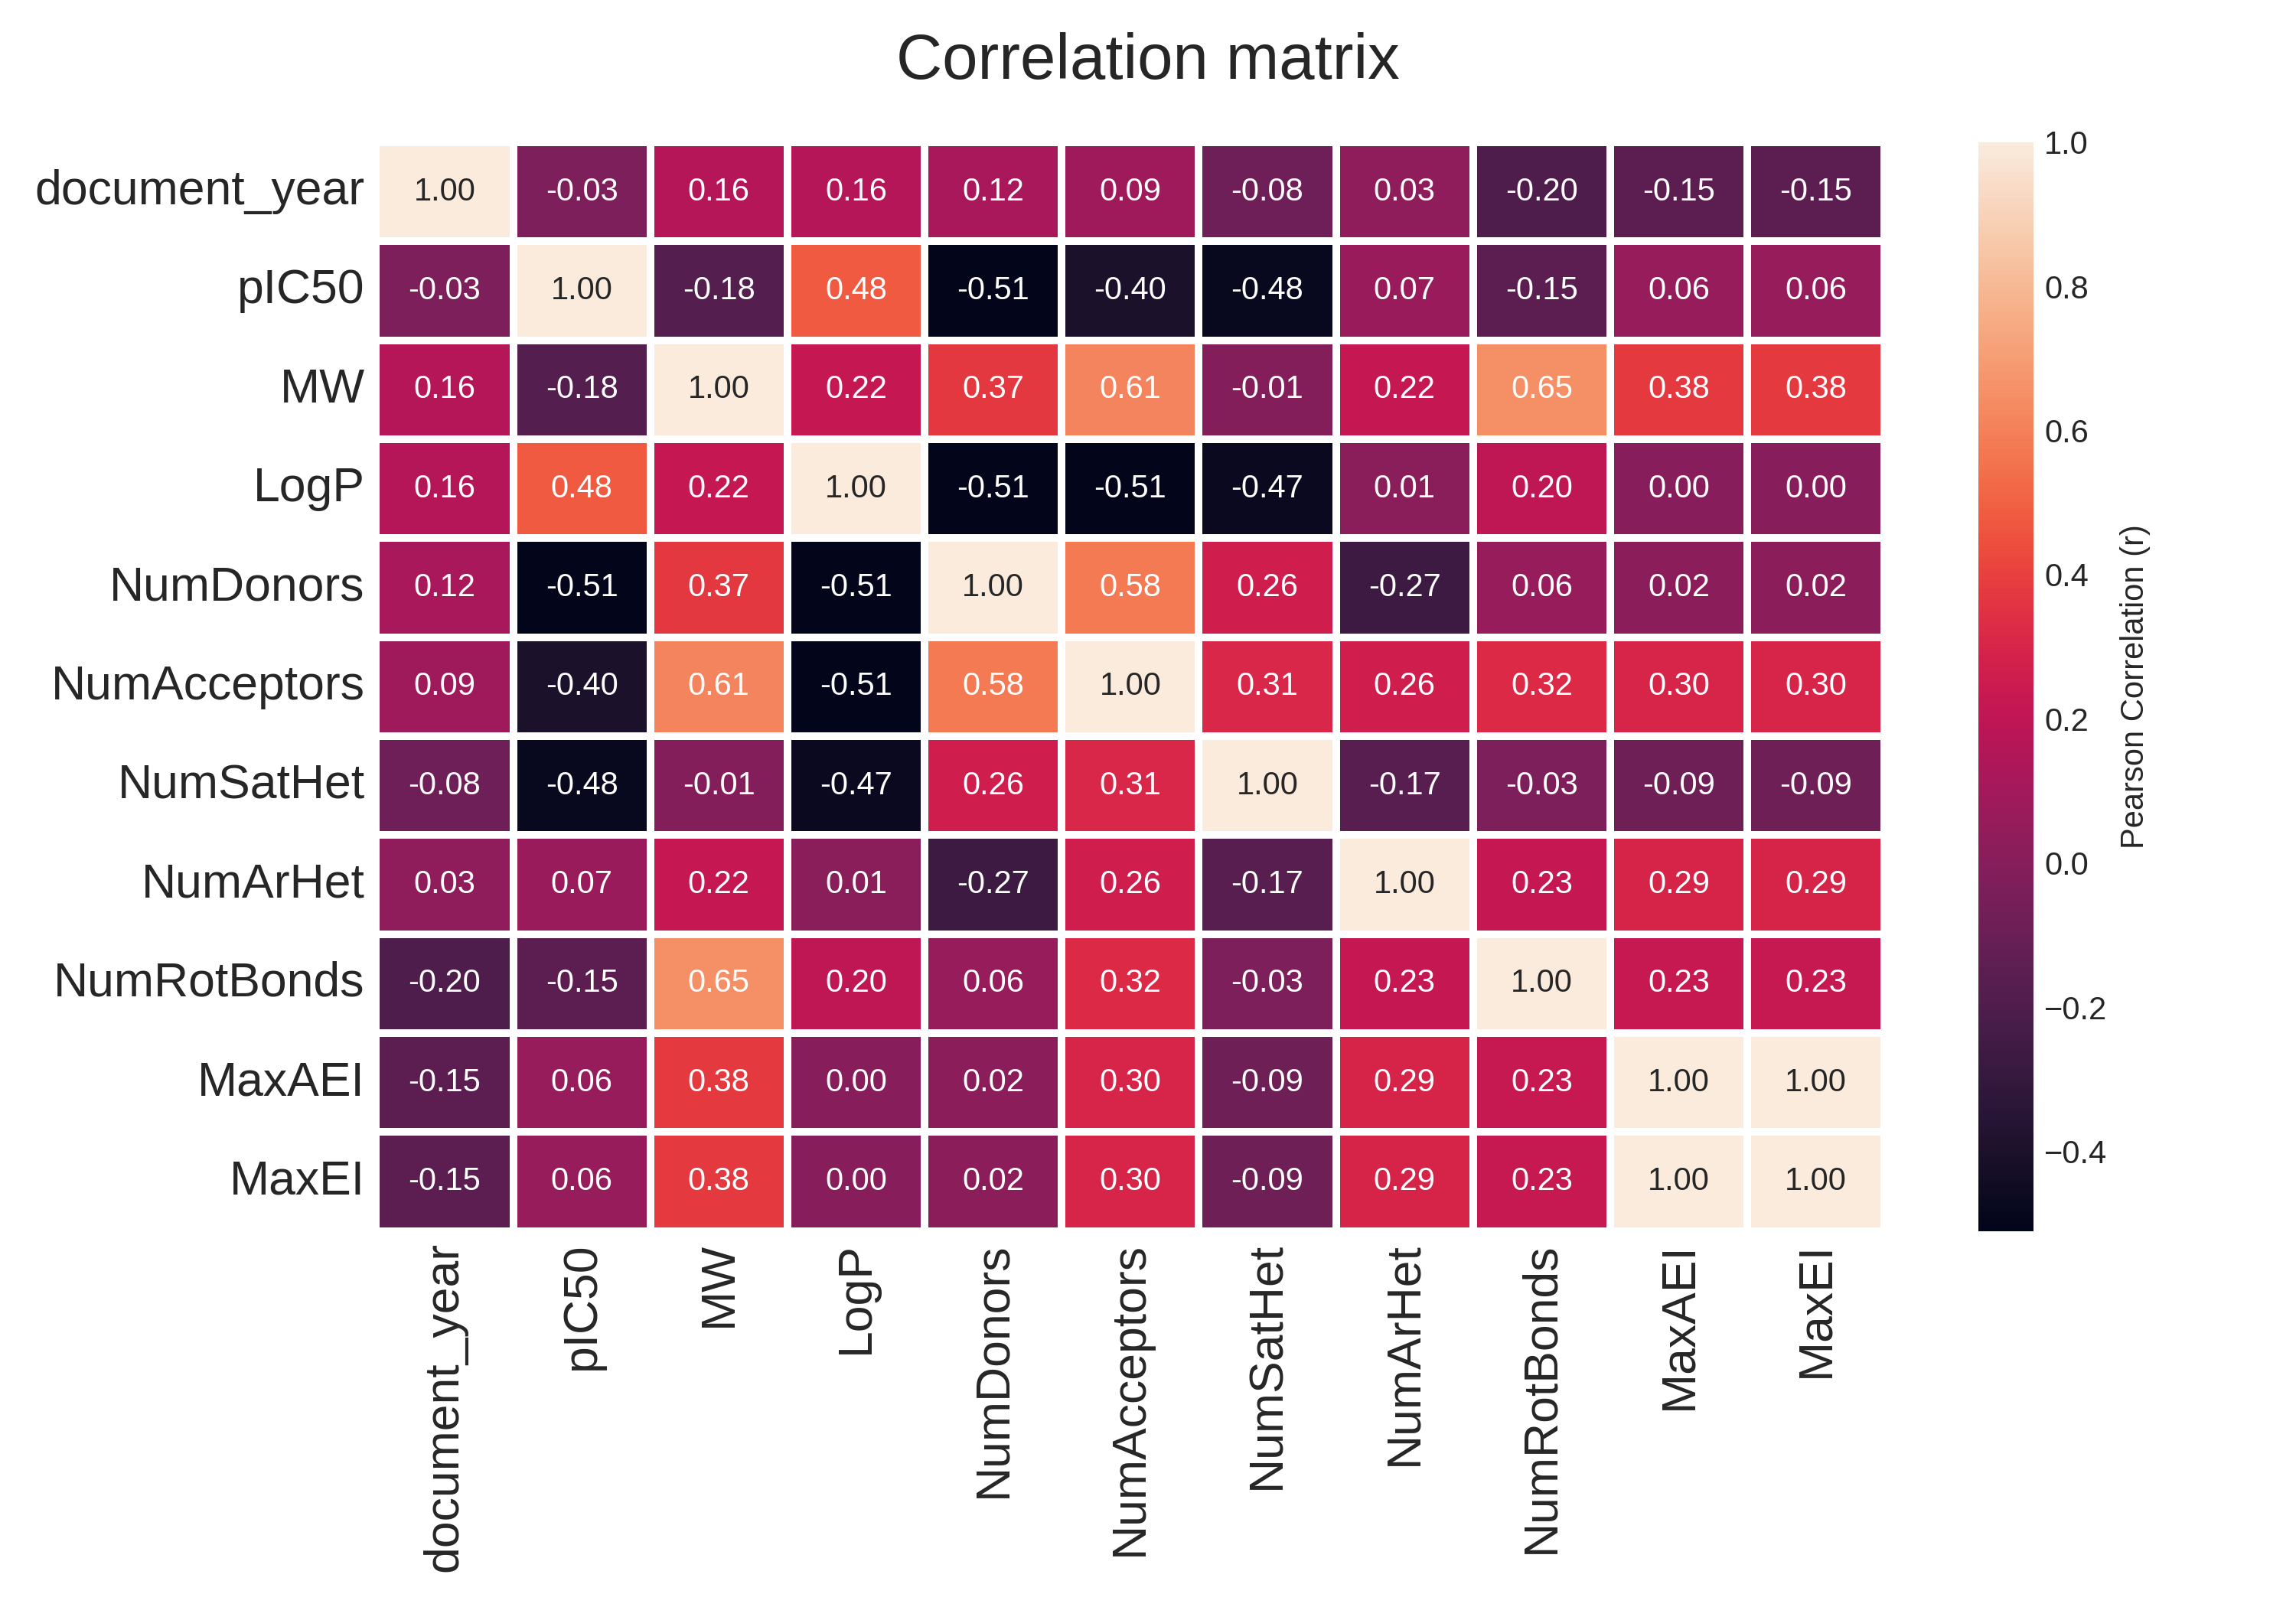 Correlation matrix
document_year 1.00 -0.03 0.16 0.16 0.12 0.09 -0.08 0.03 -0.20 -0.15 -0.15
pIC50 -0.03 1.00 -0.18 0.48 -0.51 -0.40 -0.48 0.07 -0.15 0.06 0.06
MW 0.16 -0.18 1.00 0.22 0.37 0.61 -0.01 0.22 0.65 0.38 0.38
LogP 0.16 0.48 0.22 1.00 -0.51 -0.51 -0.47 0.01 0.20 0.00 0.00
NumDonors 0.12 -0.51 0.37 -0.51 1.00 0.58 0.26 -0.27 0.06 0.02 0.02
NumAcceptors 0.09 -0.40 0.61 -0.51 0.58 1.00 0.31 0.26 0.32 0.30 0.30
NumSatHet -0.08 -0.48 -0.01 -0.47 0.26 0.31 1.00 -0.17 -0.03 -0.09 -0.09
NumArHet 0.03 0.07 0.22 0.01 -0.27 0.26 -0.17 1.00 0.23 0.29 0.29
NumRotBonds -0.20 -0.15 0.65 0.20 0.06 0.32 -0.03 0.23 1.00 0.23 0.23
MaxAEI -0.15 0.06 0.38 0.00 0.02 0.30 -0.09 0.29 0.23 1.00 1.00
MaxEI -0.15 0.06 0.38 0.00 0.02 0.30 -0.09 0.29 0.23 1.00 1.00
document_year pIC50 MW LogP NumDonors NumAcceptors NumSatHet NumArHet NumRotBonds MaxAEI MaxEI
1.0
0.8
0.6
0.4
0.2
0.0
−0.2
−0.4
Pearson Correlation (r)